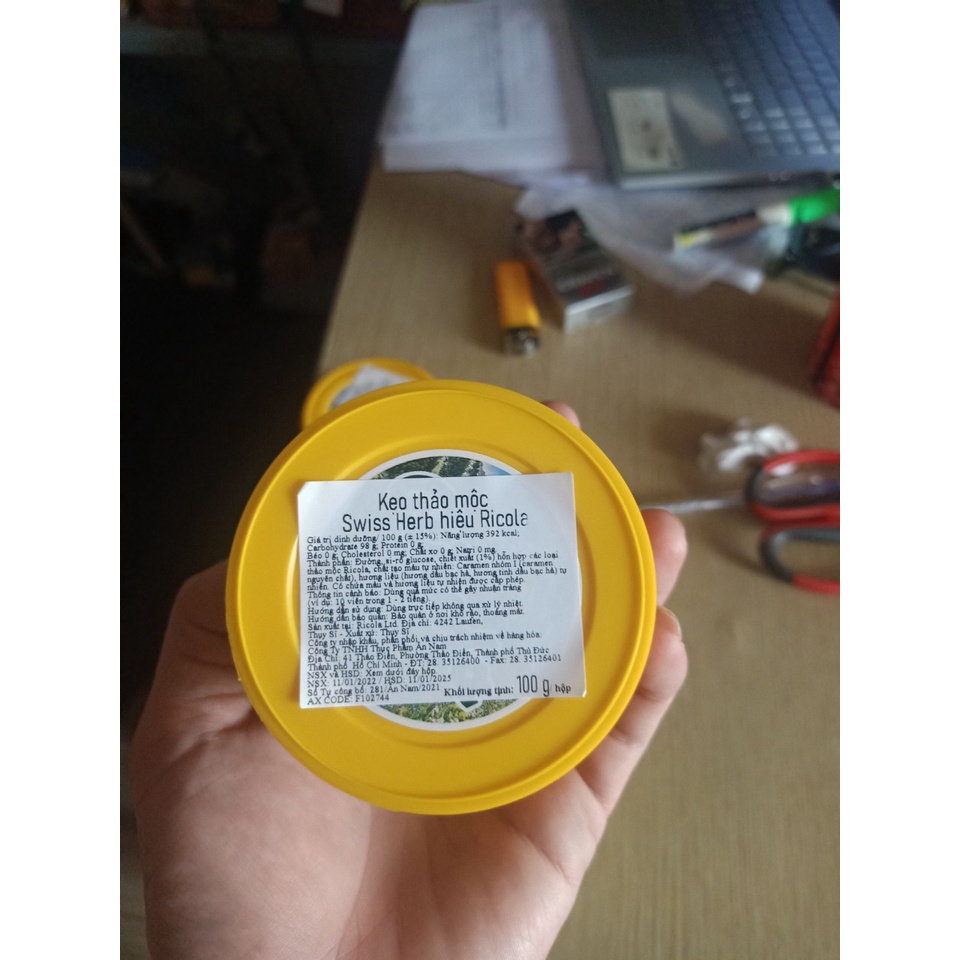 Kẹo thảo mộc
Swiss Herb hiệu Ricola
Giá trị dinh dưỡng/ 100 g (± 15%): Năng lượng 392 kcal;
Carbohydrate 98 g; Protein 0 g;
Béo 0 g; Cholesterol 0 mg; Chất xơ 0 g; Natri 0 mg
Thành phần: Đường, si-rô glucose, chiết xuất (1%) hỗn hợp các loại
thảo mộc Ricola, chất tạo màu tự nhiên: Caramen nhóm I (caramen
nguyên chất), hương liệu (hương dầu bạc hà, hương tinh dầu bạc hà) tự
nhiên. Có chứa màu và hương liệu tự nhiên được cấp phép.
Thông tin cảnh báo: Dùng quá mức có thể gây nhuận tràng
(ví dụ: 10 viên trong 1 - 2 tiếng).
Hướng dẫn sử dụng: Dùng trực tiếp không qua xử lý nhiệt.
Hướng dẫn bảo quản: Bảo quản ở nơi khô ráo, thoáng mát.
Sản xuất tại: Ricola Ltd. Địa chỉ: 4242 Laufen,
Thụy Sĩ - Xuất xứ: Thụy Sĩ
Công ty nhập khẩu, phân phối và chịu trách nhiệm về hàng hóa:
Công Ty TNHH Thực Phẩm An Nam
Địa Chỉ: 41 Thảo Điền, Phường Thảo Điền, Thành phố Thủ Đức
Thành phố Hồ Chí Minh - ĐT: 28. 35126400 - Fax: 28. 35126401
NSX và HSD: Xem dưới đáy hộp
NSX: 11/01/2022 / HSD: 11/01/2025
Số Tự công bố: 281/An Nam/2021 Khối lượng tịnh: 100 g hộp
AX CODE: F102744